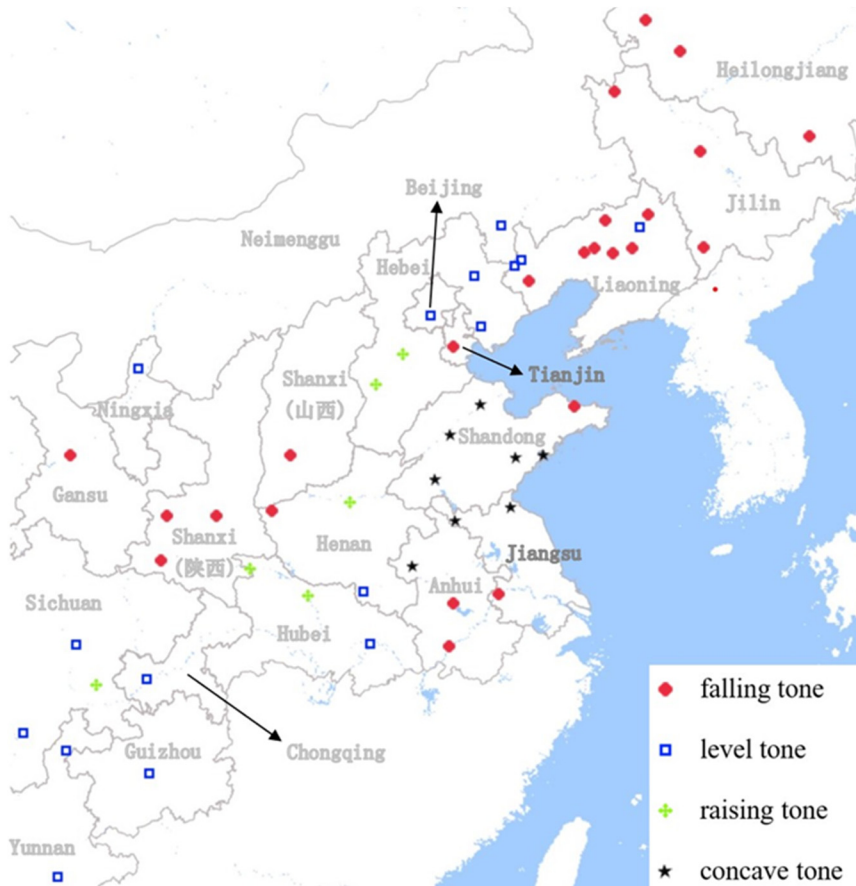 Heilongjiang
Beijing
Jilin
Neimenggu
Hebei
Liaoning
Shanxi
(山西)
Tianjin
Ningxia
Shandong
Gansu
Shanxi
(陕西)
Henan
Jiangsu
Anhui
Sichuan
Hubei
Guizhou
Chongqing
Yunnan
falling tone
level tone
raising tone
concave tone